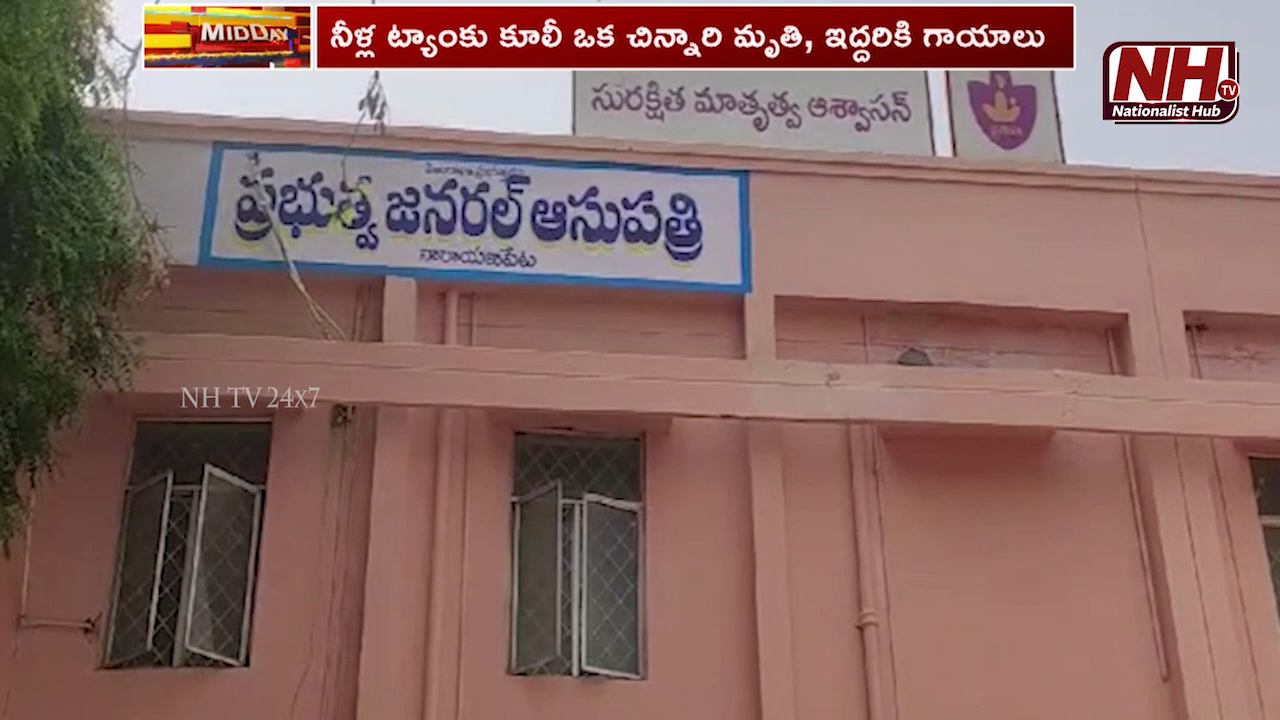 MIDDAY
నీళ్ల ట్యాంకు కూలీ ఒక చిన్నారి మృతి, ఇద్దరికి గాయాలు
NH TV
Nationalist Hub
సురక్షిత మాతృత్వ ఆశ్వాసన్
తెలంగాణ ప్రభుత్వం
ప్రభుత్వ జనరల్ ఆసుపత్రి
నారాయణపేట
NH TV 24x7